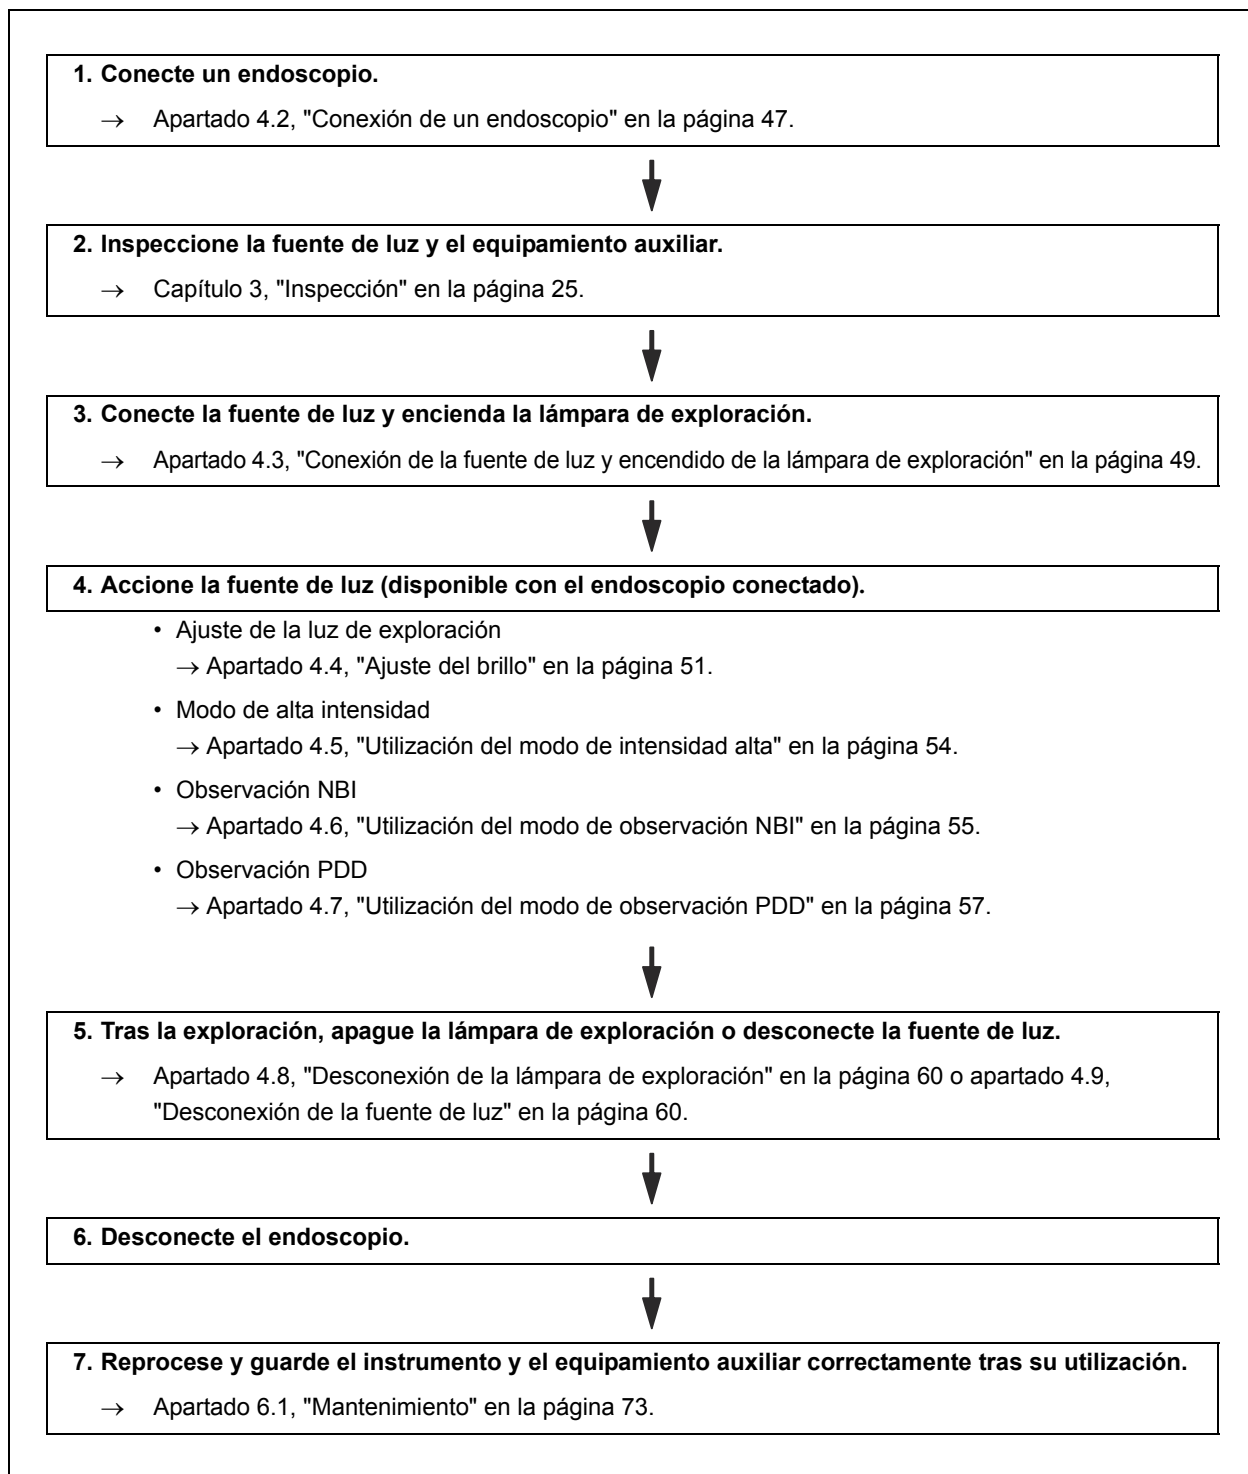 1. Conecte un endoscopio.
→ Apartado 4.2, "Conexión de un endoscopio" en la página 47.
2. Inspeccione la fuente de luz y el equipamiento auxiliar.
→ Capítulo 3, "Inspección" en la página 25.
3. Conecte la fuente de luz y encienda la lámpara de exploración.
→ Apartado 4.3, "Conexión de la fuente de luz y encendido de la lámpara de exploración" en la página 49.
4. Accione la fuente de luz (disponible con el endoscopio conectado).
• Ajuste de la luz de exploración
→ Apartado 4.4, "Ajuste del brillo" en la página 51.
• Modo de alta intensidad
→ Apartado 4.5, "Utilización del modo de intensidad alta" en la página 54.
• Observación NBI
→ Apartado 4.6, "Utilización del modo de observación NBI" en la página 55.
• Observación PDD
→ Apartado 4.7, "Utilización del modo de observación PDD" en la página 57.
5. Tras la exploración, apague la lámpara de exploración o desconecte la fuente de luz.
→ Apartado 4.8, "Desconexión de la lámpara de exploración" en la página 60 o apartado 4.9,
"Desconexión de la fuente de luz" en la página 60.
6. Desconecte el endoscopio.
7. Reprocese y guarde el instrumento y el equipamiento auxiliar correctamente tras su utilización.
→ Apartado 6.1, "Mantenimiento" en la página 73.